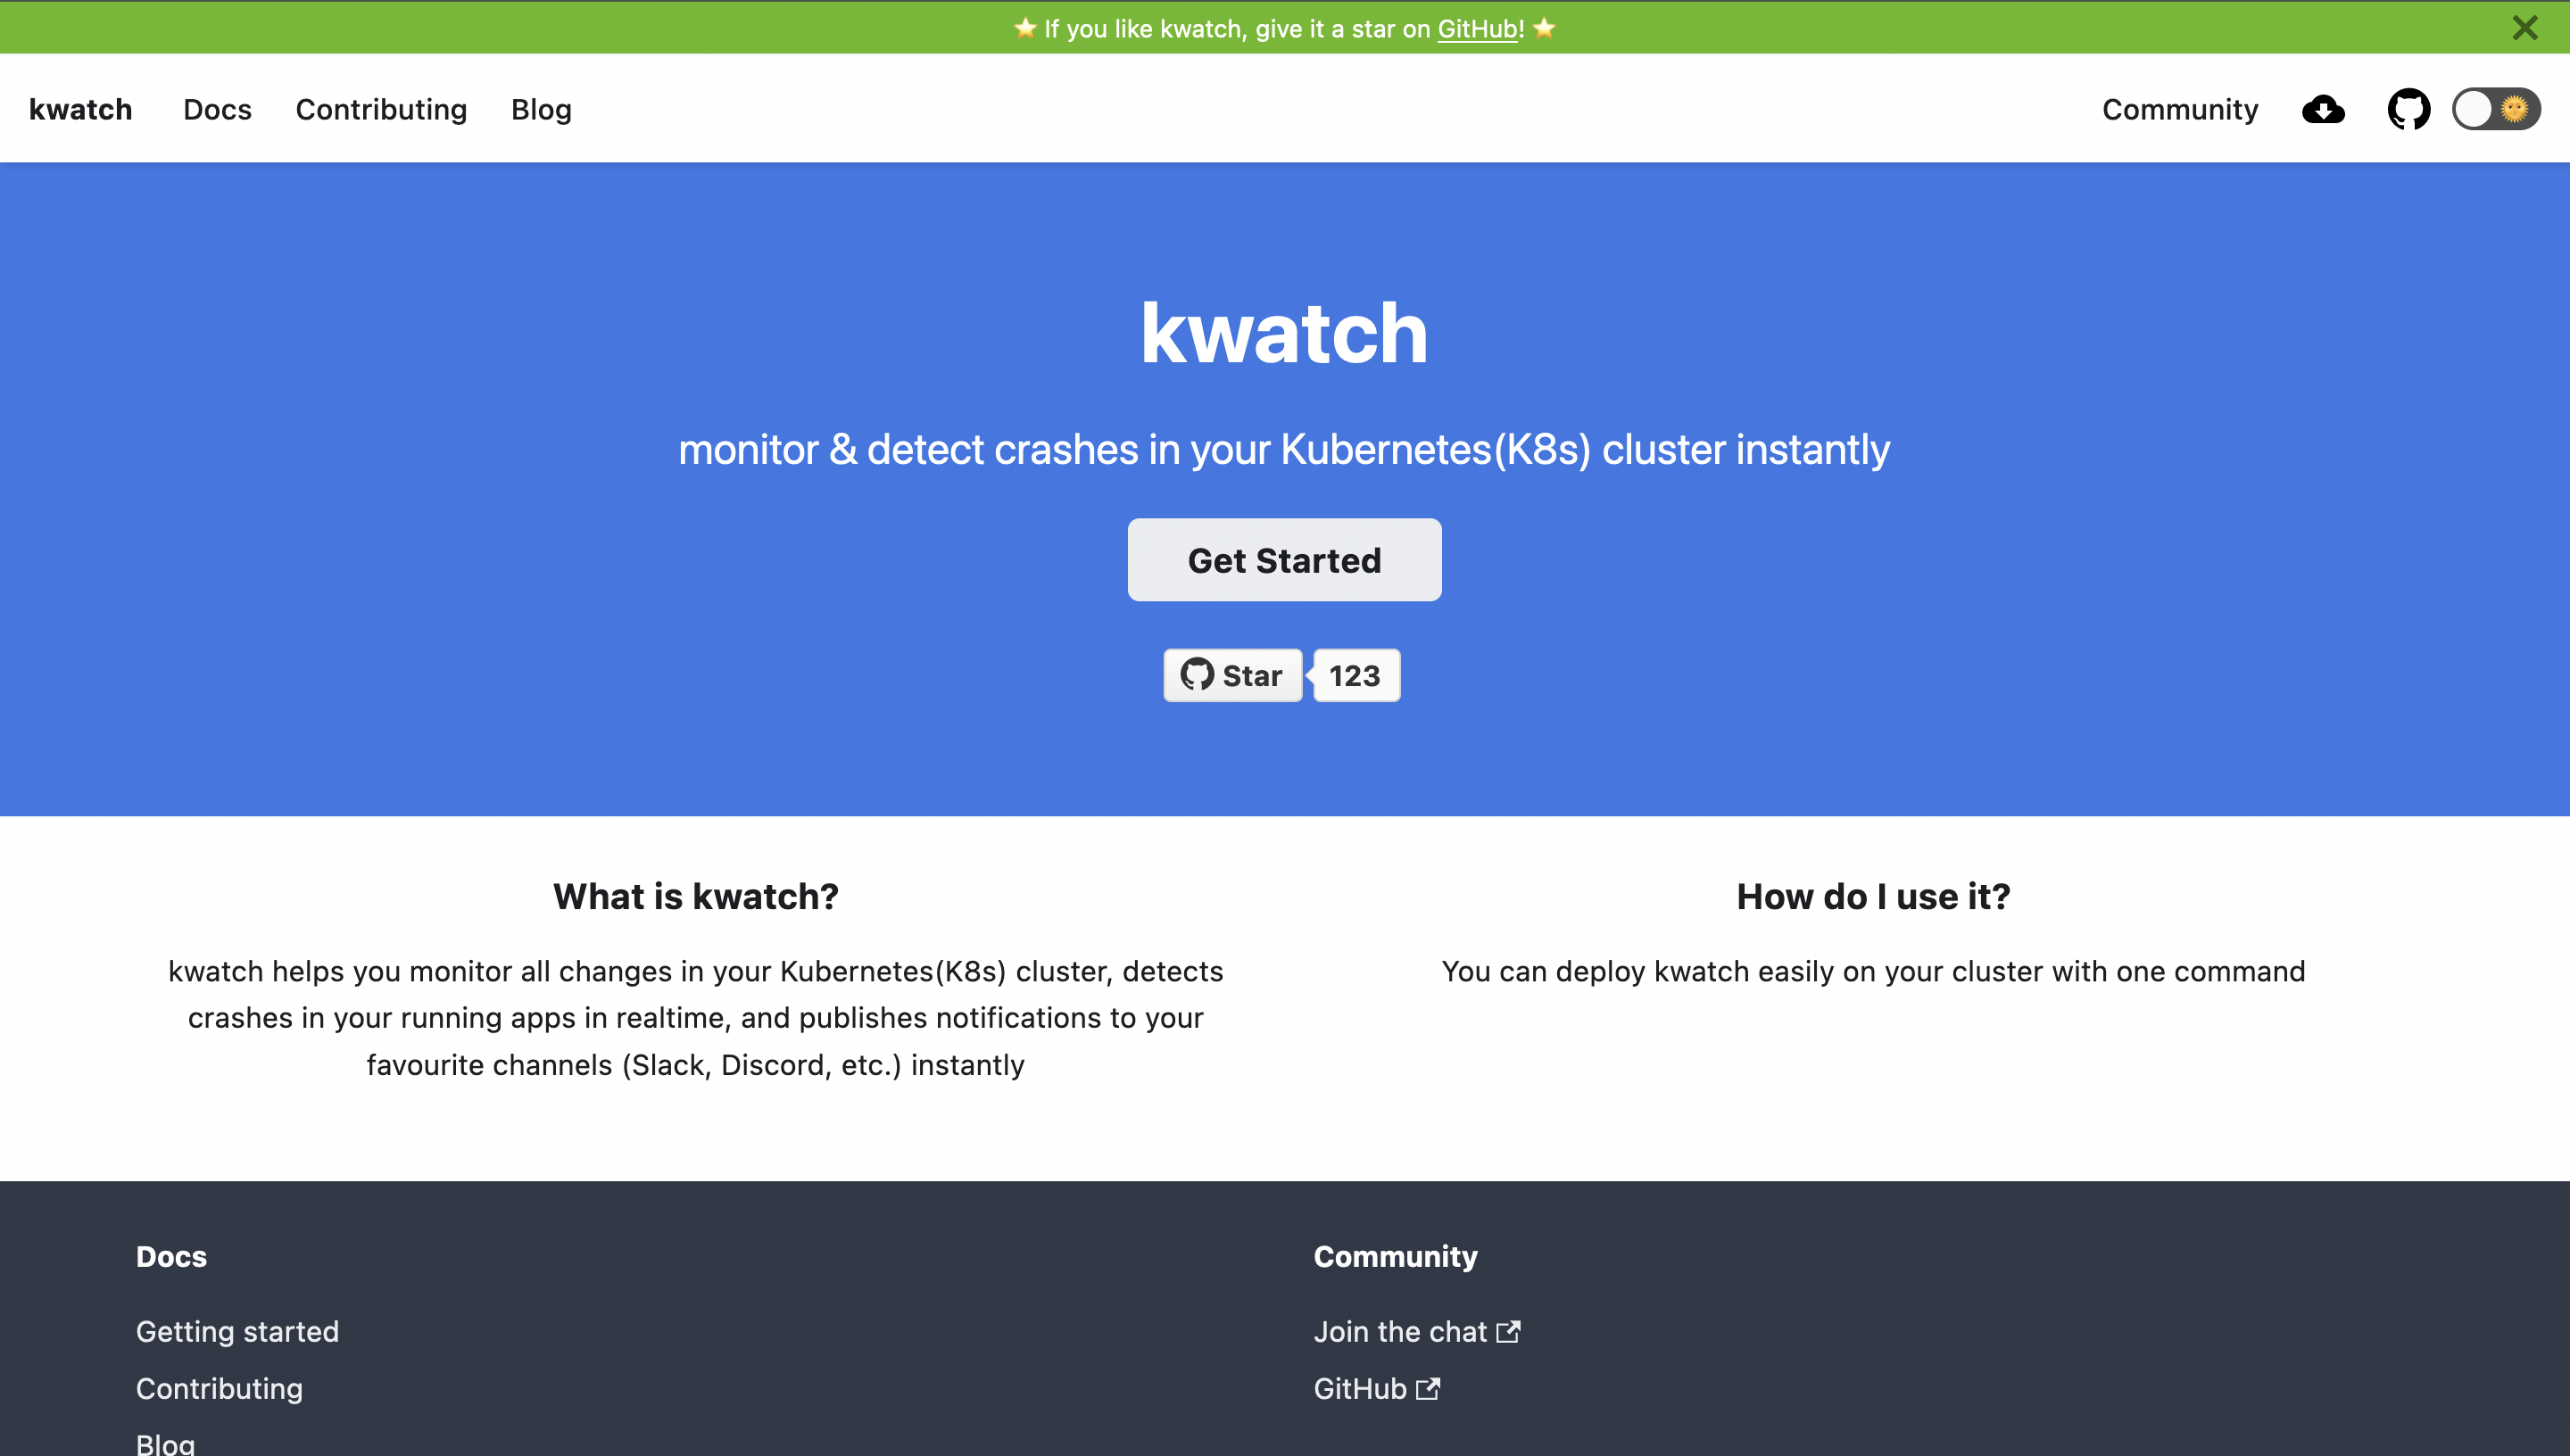 ⭐ If you like kwatch, give it a star on GitHub! ⭐
kwatch Docs Contributing Blog Community
kwatch
monitor & detect crashes in your Kubernetes(K8s) cluster instantly
Get Started
Star 123
What is kwatch?
kwatch helps you monitor all changes in your Kubernetes(K8s) cluster, detects
crashes in your running apps in realtime, and publishes notifications to your
favourite channels (Slack, Discord, etc.) instantly
How do I use it?
You can deploy kwatch easily on your cluster with one command
Docs
Getting started
Contributing
Blog
Community
Join the chat
GitHub